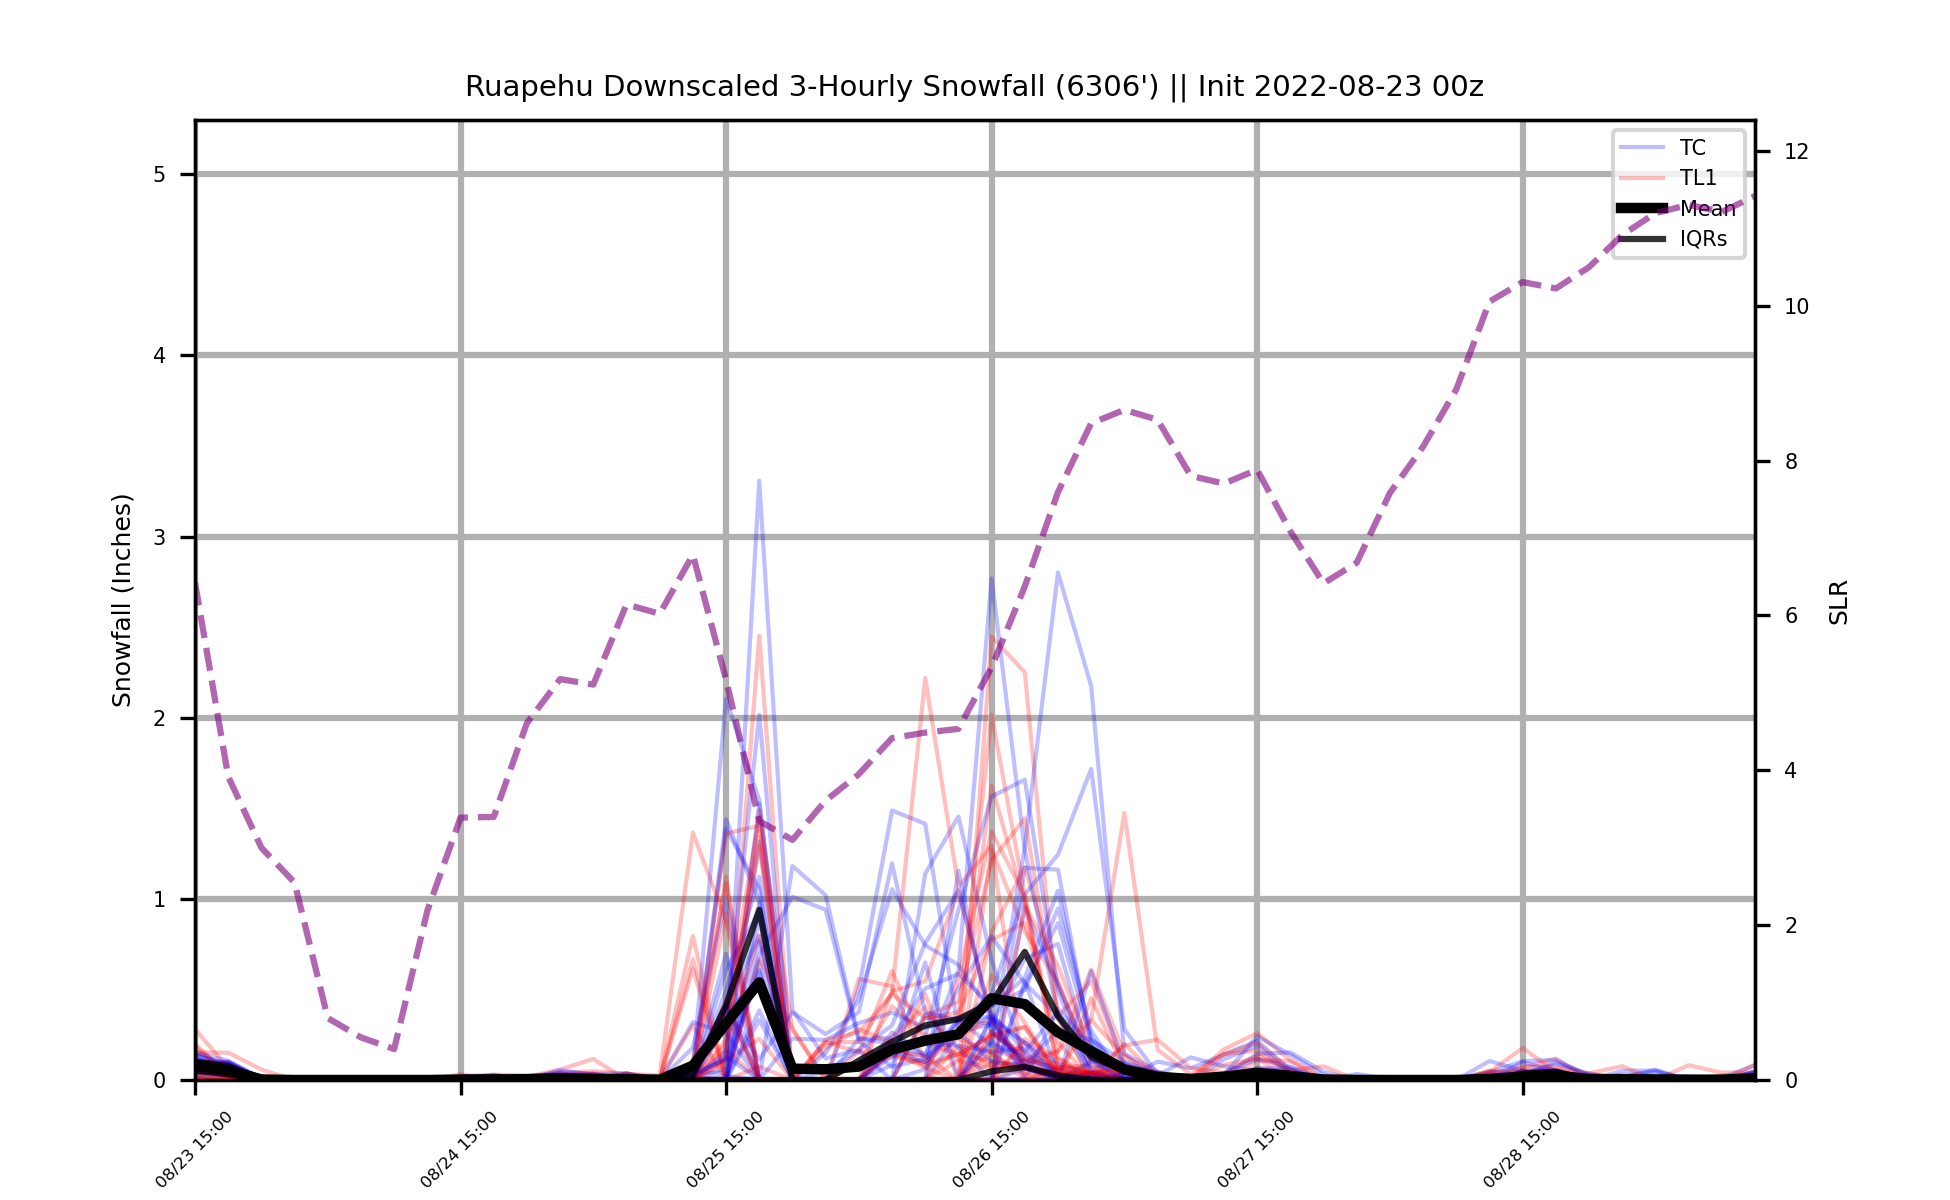 Ruapehu Downscaled 3-Hourly Snowfall (6306') || Init 2022-08-23 00z
TC
TL1
Mean
IQRs
Snowfall (Inches)
5
4
3
2
1
0
12
10
8
6
4
2
0
SLR
08/23 15:00
08/24 15:00
08/25 15:00
08/26 15:00
08/27 15:00
08/28 15:00